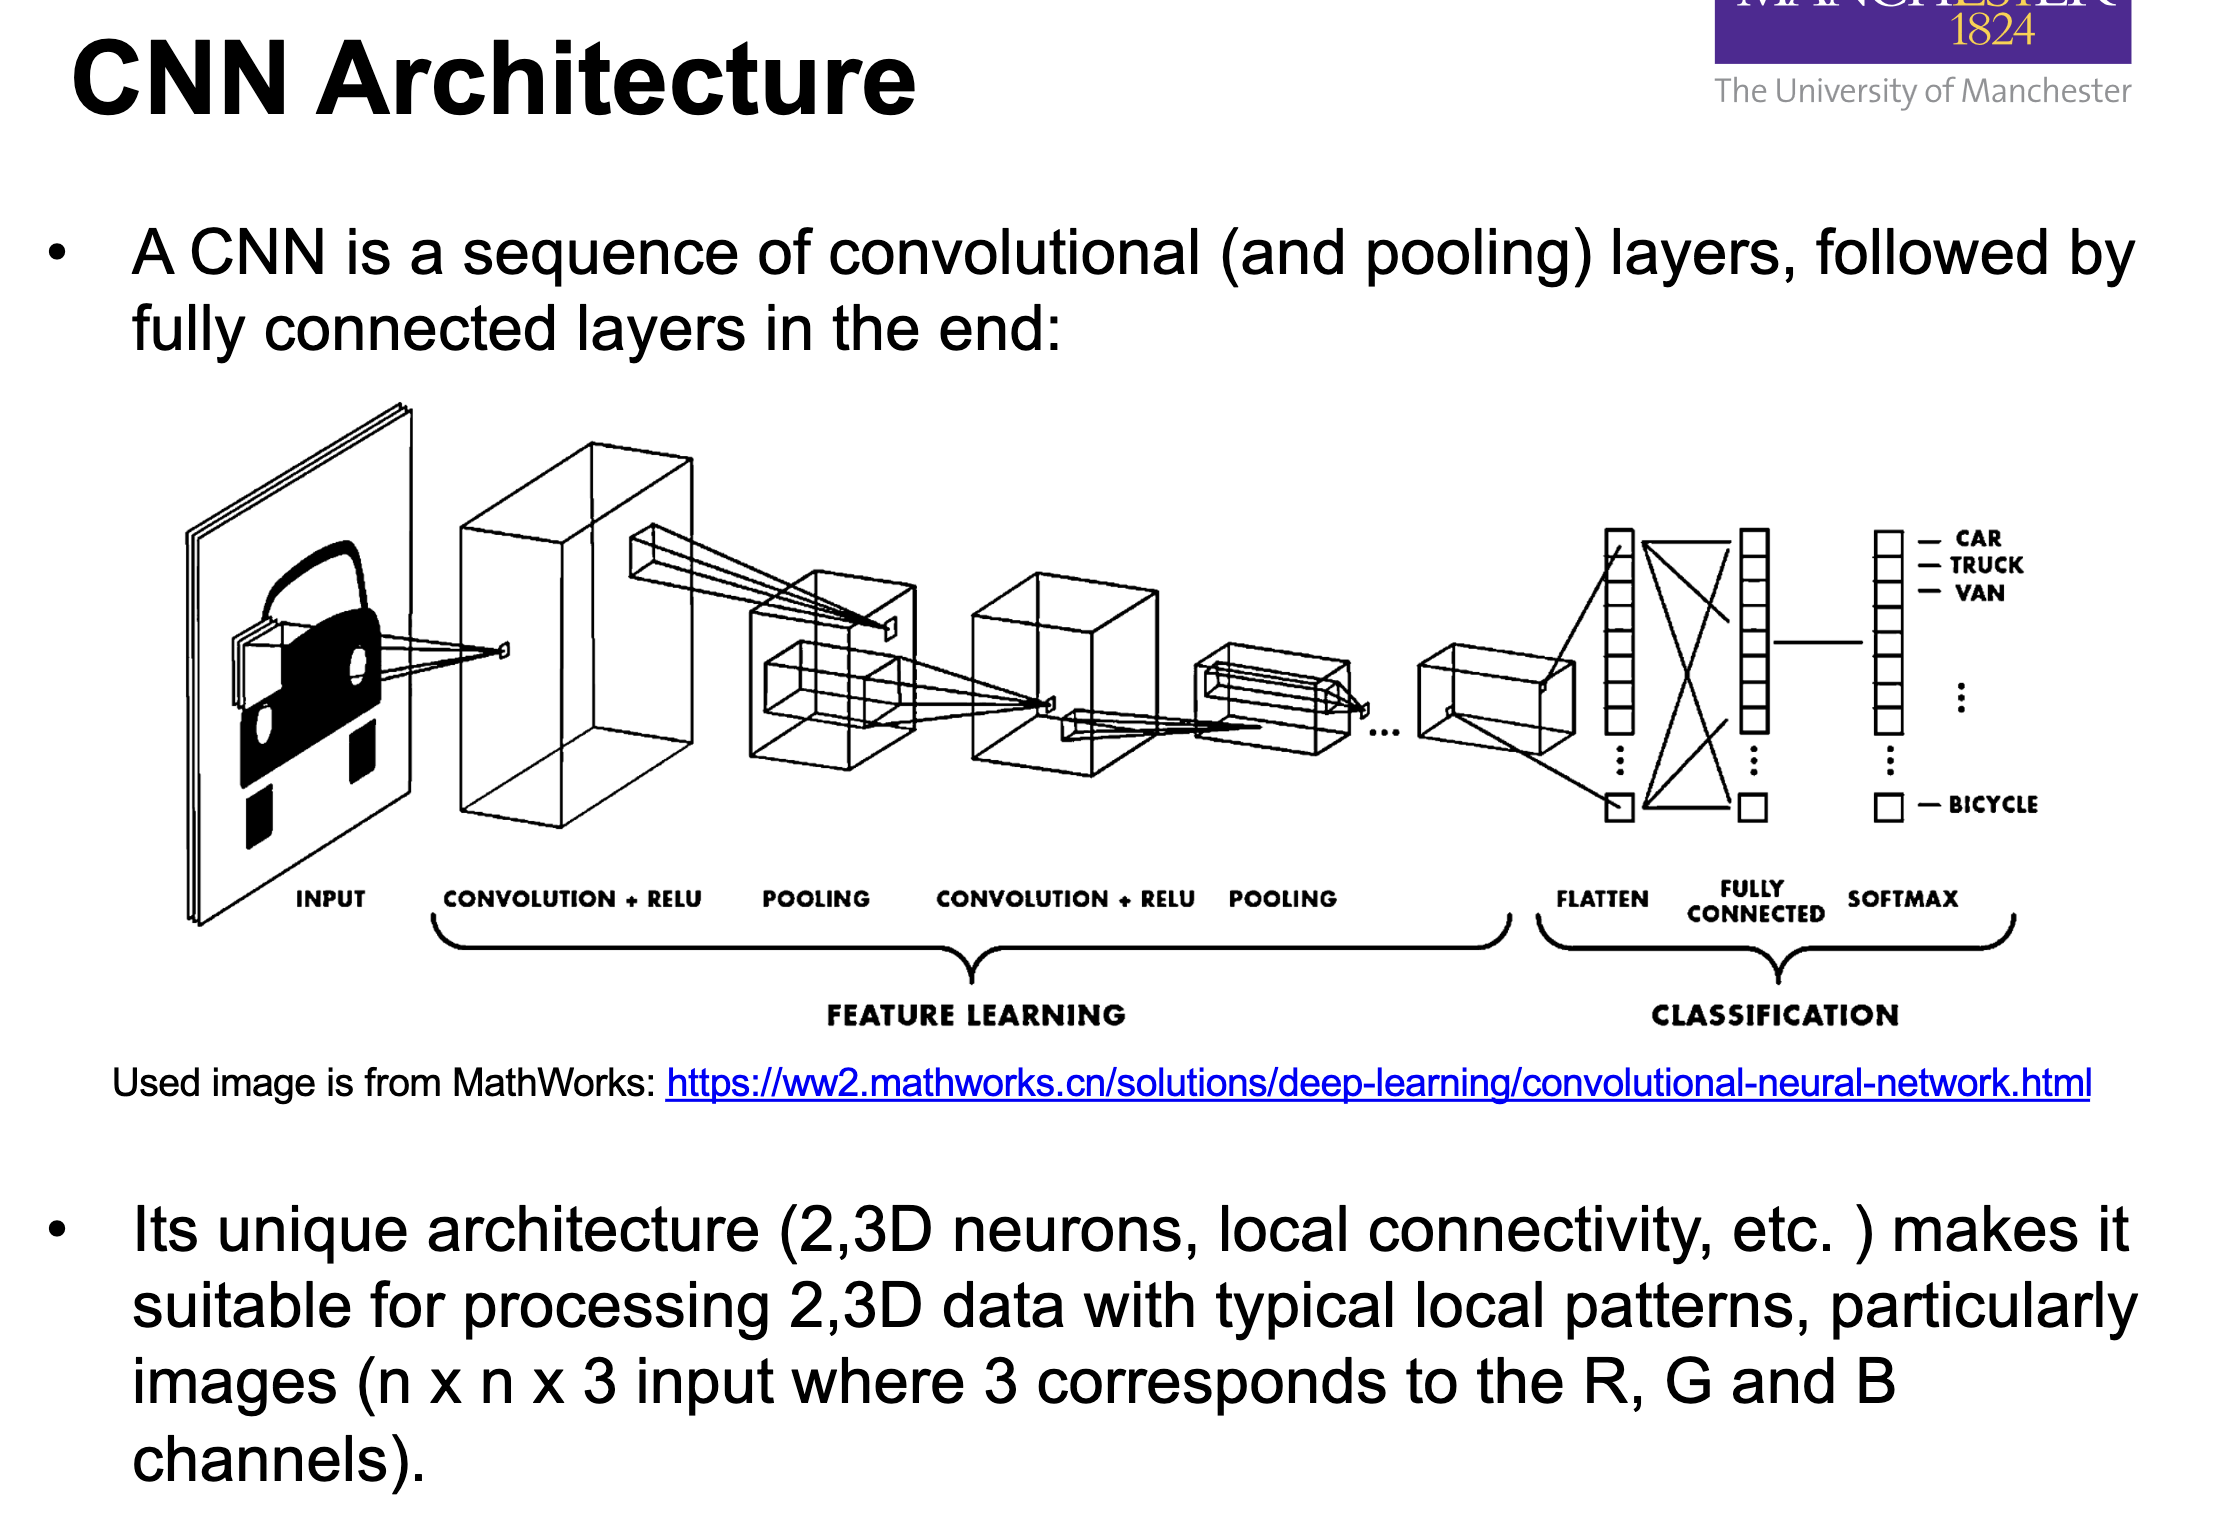 MANCHESTER
1824
The University of Manchester
CNN Architecture
• A CNN is a sequence of convolutional (and pooling) layers, followed by
fully connected layers in the end:
CAR
TRUCK
VAN
BICYCLE
INPUT
CONVOLUTION + RELU
POOLING
CONVOLUTION + RELU
POOLING
FLATTEN
FULLY
CONNECTED
SOFTMAX
FEATURE LEARNING
CLASSIFICATION
Used image is from MathWorks: https://ww2.mathworks.cn/solutions/deep-learning/convolutional-neural-network.html
• Its unique architecture (2,3D neurons, local connectivity, etc. ) makes it
suitable for processing 2,3D data with typical local patterns, particularly
images (n x n x 3 input where 3 corresponds to the R, G and B
channels).